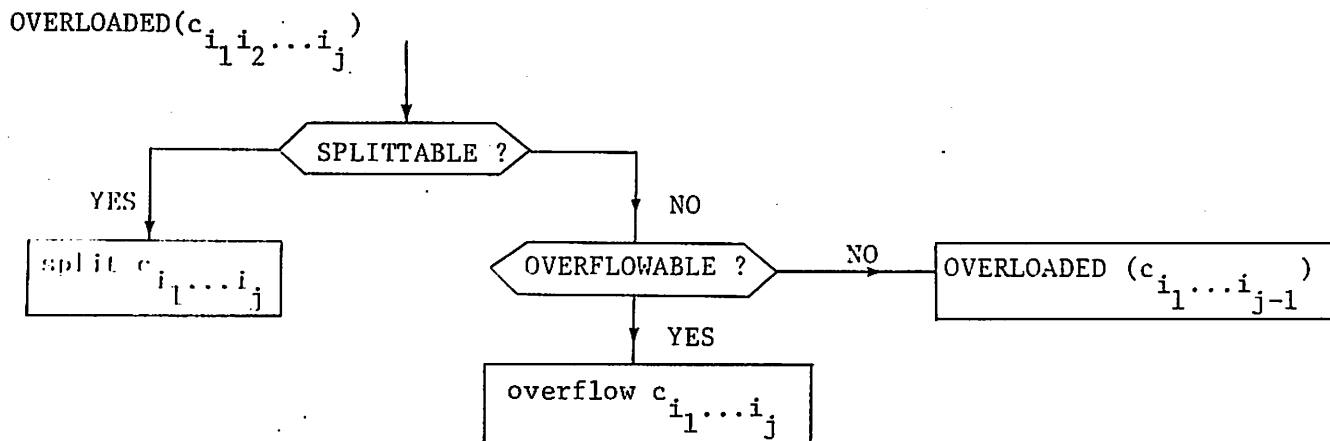 OVERLOADED(c_{i_1 i_2 ... i_j})
SPLITTABLE ?
YES
NO
split c_{i_1 ... i_j}
OVERFLOWABLE ?
NO
OVERLOADED (c_{i_1 ... i_{j-1}})
YES
overflow c_{i_1 ... i_j}